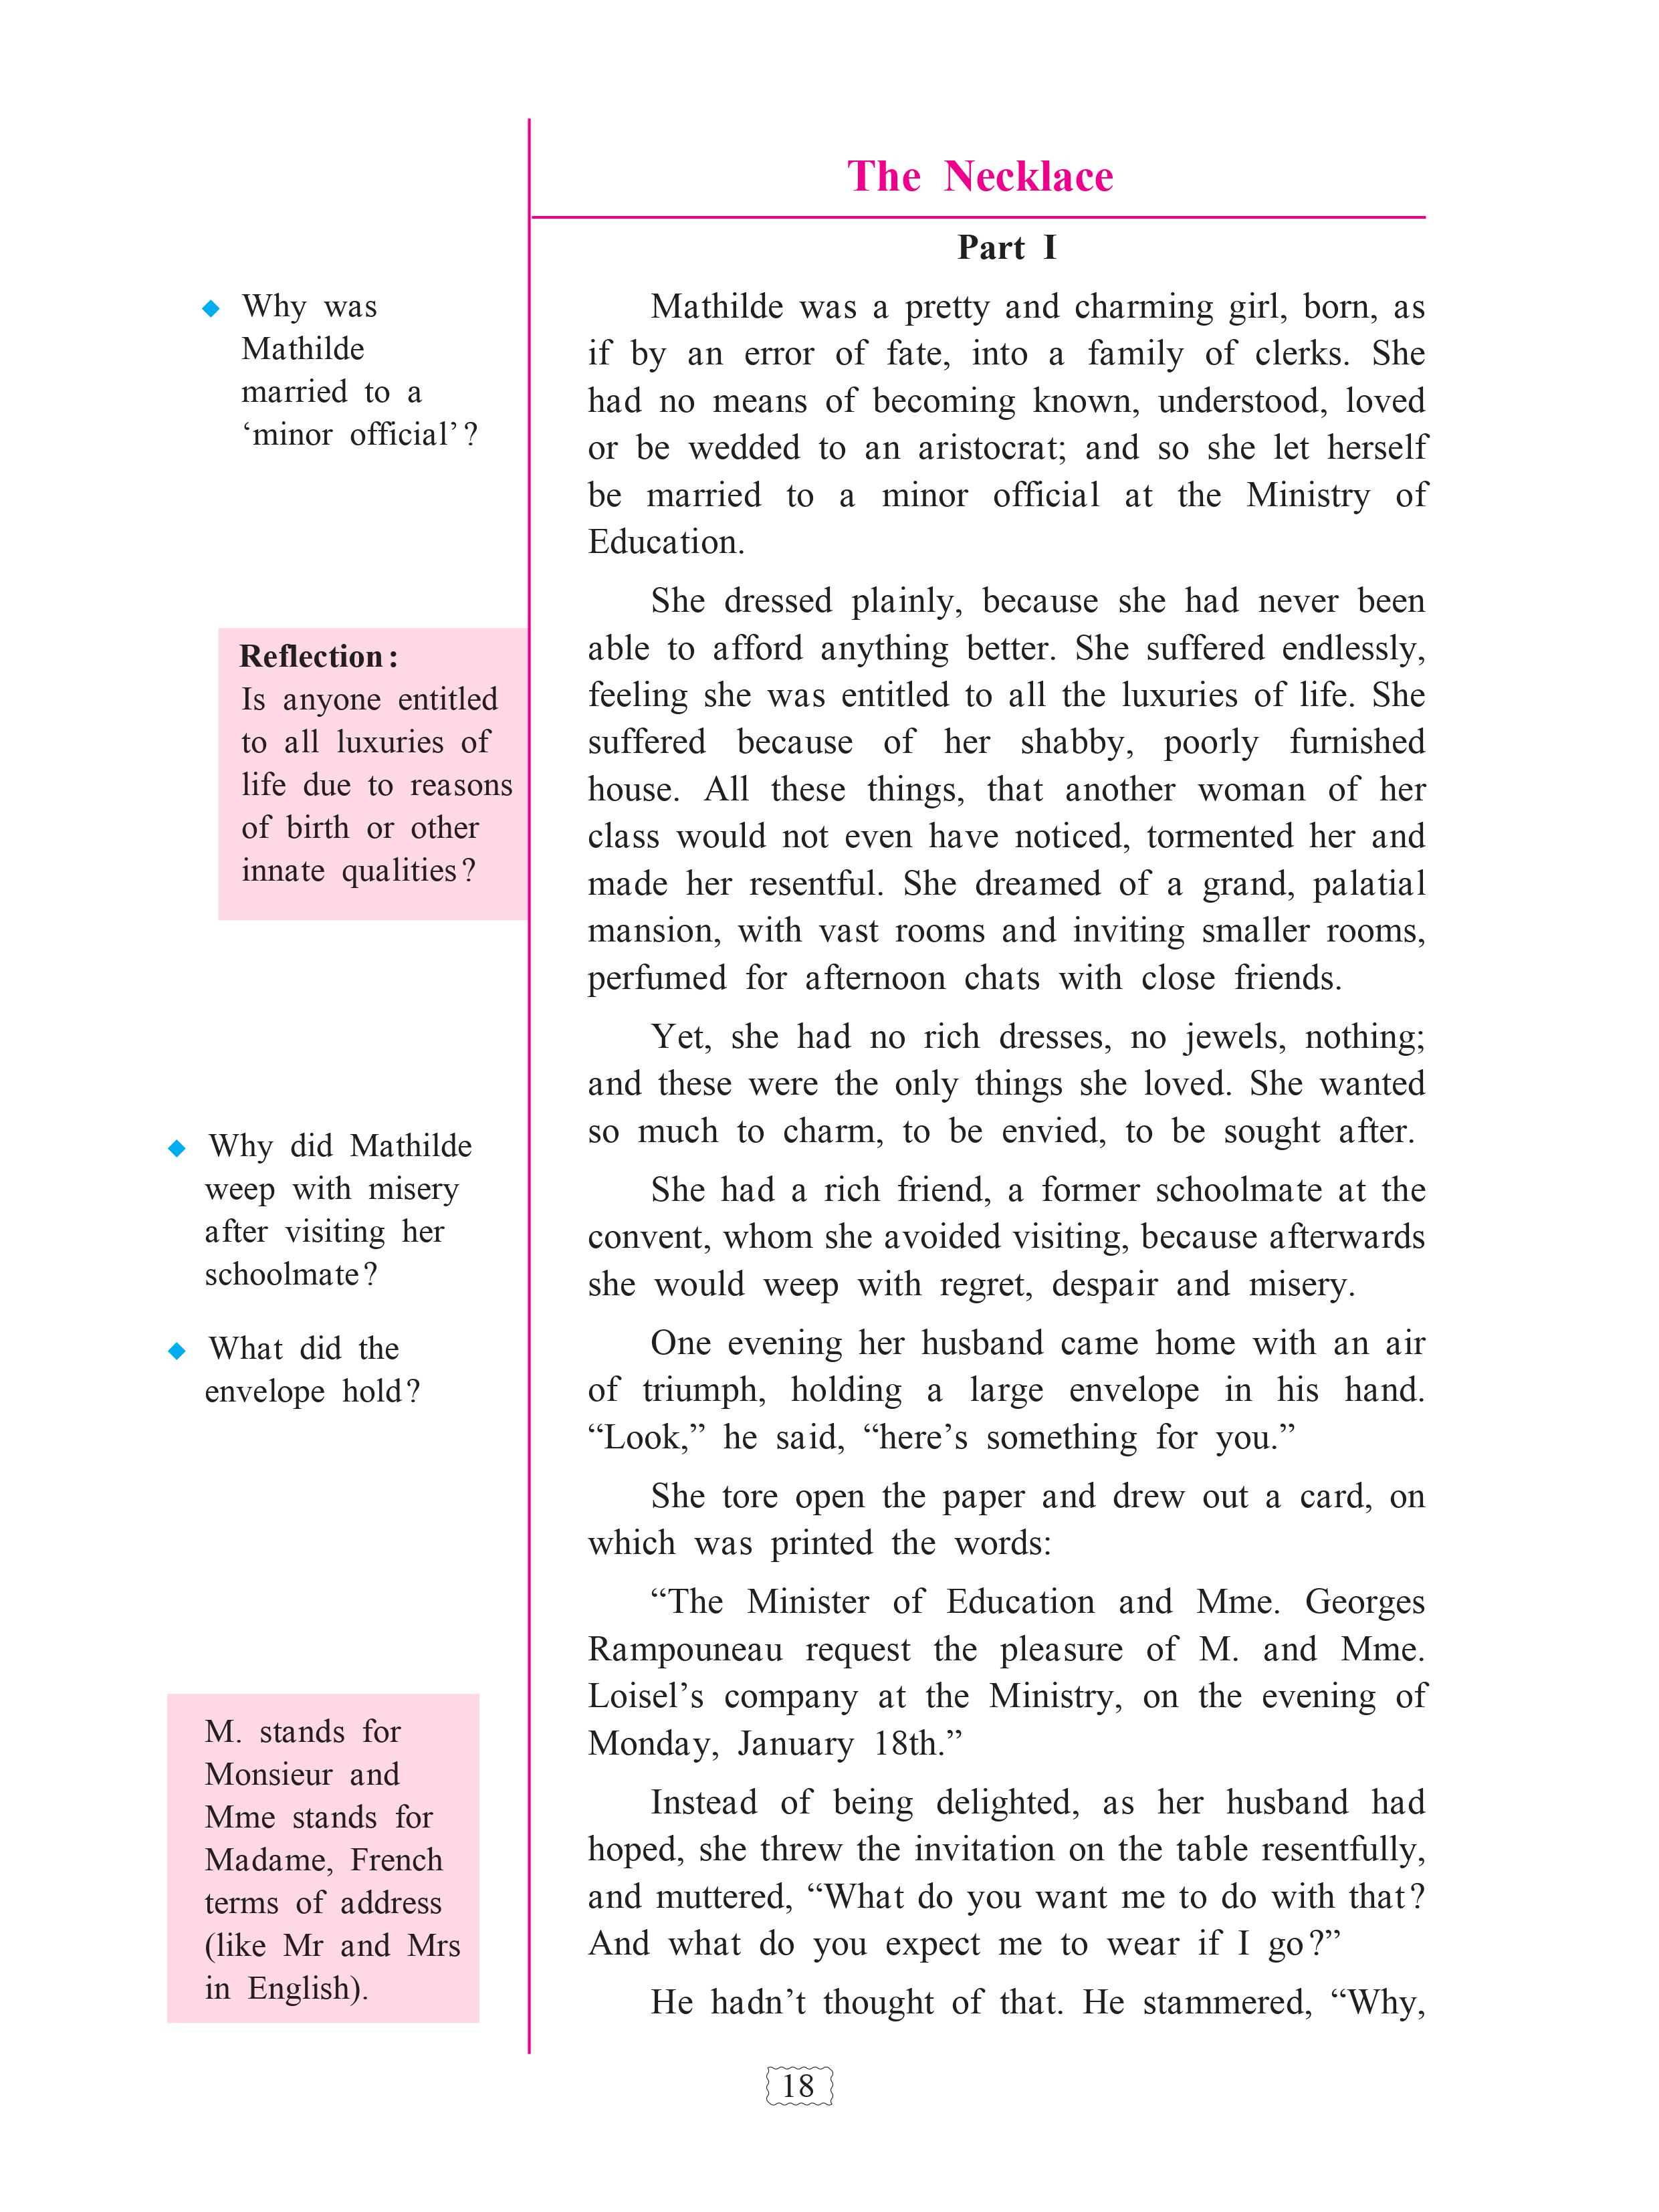 The Necklace
Part I
◆ Why was
Mathilde
married to a
‘minor official’?
Reflection:
Is anyone entitled
to all luxuries of
life due to reasons
of birth or other
innate qualities?
◆ Why did Mathilde
weep with misery
after visiting her
schoolmate?
◆ What did the
envelope hold?
M. stands for
Monsieur and
Mme stands for
Madame, French
terms of address
(like Mr and Mrs
in English).
Mathilde was a pretty and charming girl, born, as
if by an error of fate, into a family of clerks. She
had no means of becoming known, understood, loved
or be wedded to an aristocrat; and so she let herself
be married to a minor official at the Ministry of
Education.
She dressed plainly, because she had never been
able to afford anything better. She suffered endlessly,
feeling she was entitled to all the luxuries of life. She
suffered because of her shabby, poorly furnished
house. All these things, that another woman of her
class would not even have noticed, tormented her and
made her resentful. She dreamed of a grand, palatial
mansion, with vast rooms and inviting smaller rooms,
perfumed for afternoon chats with close friends.
Yet, she had no rich dresses, no jewels, nothing;
and these were the only things she loved. She wanted
so much to charm, to be envied, to be sought after.
She had a rich friend, a former schoolmate at the
convent, whom she avoided visiting, because afterwards
she would weep with regret, despair and misery.
One evening her husband came home with an air
of triumph, holding a large envelope in his hand.
“Look,” he said, “here’s something for you.”
She tore open the paper and drew out a card, on
which was printed the words:
“The Minister of Education and Mme. Georges
Rampouneau request the pleasure of M. and Mme.
Loisel’s company at the Ministry, on the evening of
Monday, January 18th.”
Instead of being delighted, as her husband had
hoped, she threw the invitation on the table resentfully,
and muttered, “What do you want me to do with that?
And what do you expect me to wear if I go?”
He hadn’t thought of that. He stammered, “Why,
18